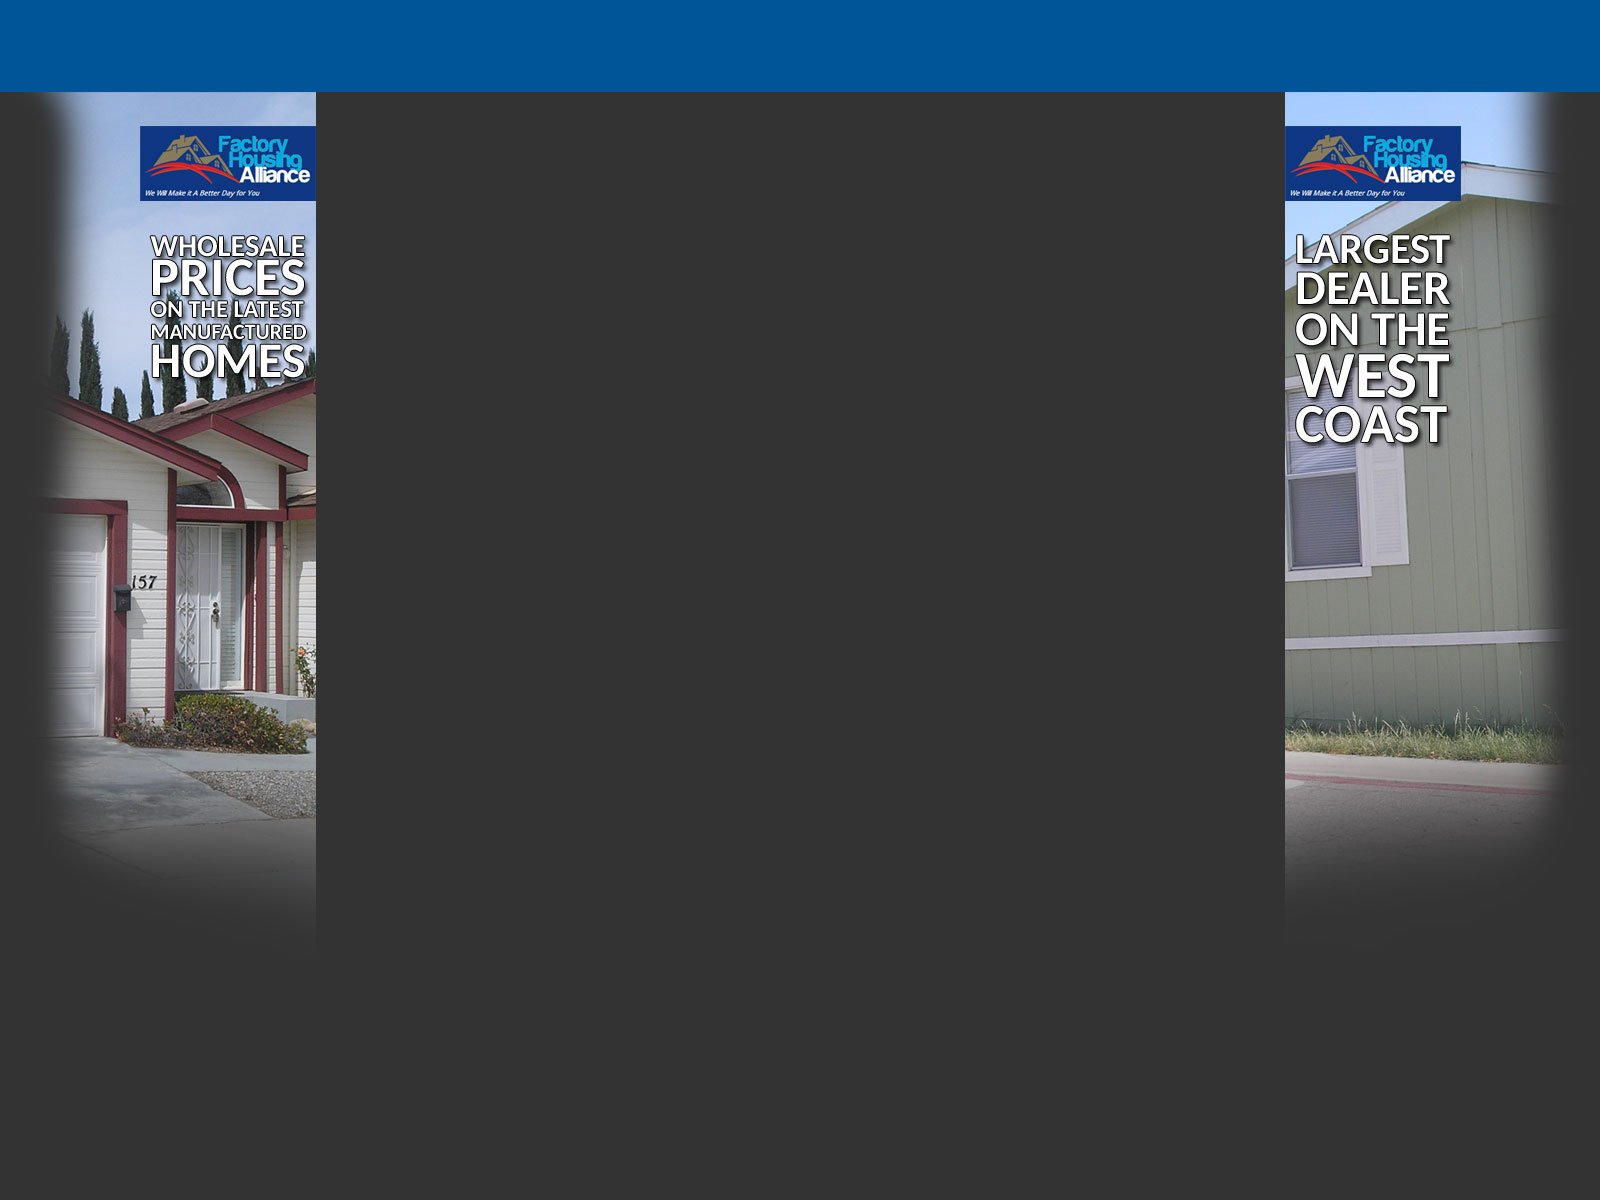 Factory
Housing
Alliance
We Will Make it A Better Day for You
WHOLESALE
PRICES
ON THE LATEST
MANUFACTURED
HOMES
157
Factory
Housing
Alliance
We Will Make it A Better Day for You
LARGEST
DEALER
ON THE
WEST
COAST